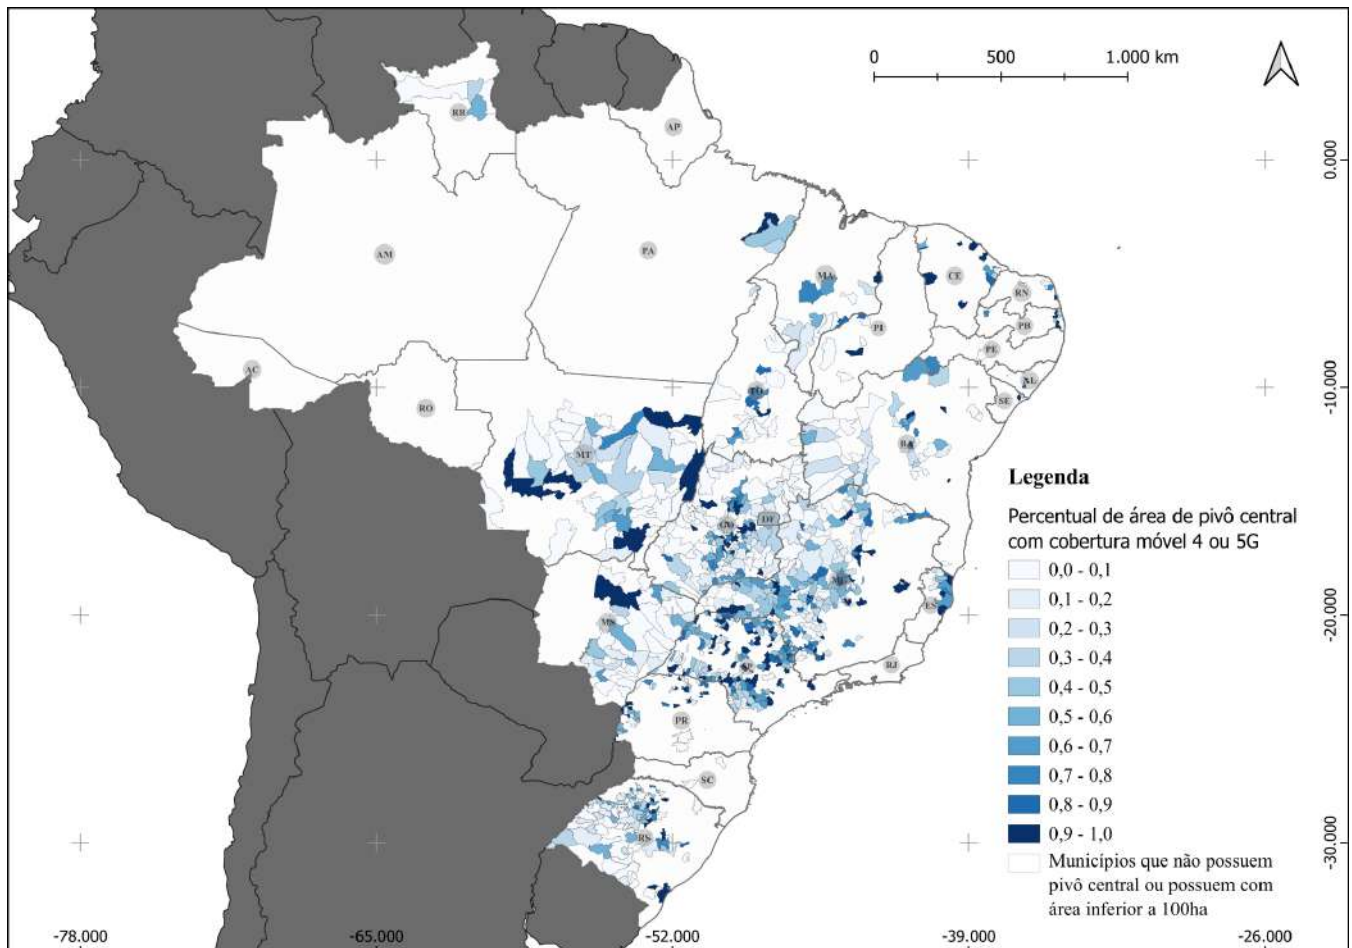 0 500 1.000 km
RR
AP
0.000
AM
PA
MA
CE
RN
PB
PI
PE
AC
TO
AL
-10.000
RO
SE
MT
BA
Legenda
GO
DF
Percentual de área de pivô central
com cobertura móvel 4 ou 5G
0,0 - 0,1
MG
0,1 - 0,2
ES
-20.000
MS
0,2 - 0,3
0,3 - 0,4
SP
RJ
0,4 - 0,5
PR
0,5 - 0,6
0,6 - 0,7
SC
0,7 - 0,8
0,8 - 0,9
RS
0,9 - 1,0
-30.000
Municípios que não possuem
pivô central ou possuem com
área inferior a 100ha
-78.000 -65.000 -52.000 -39.000 -26.000